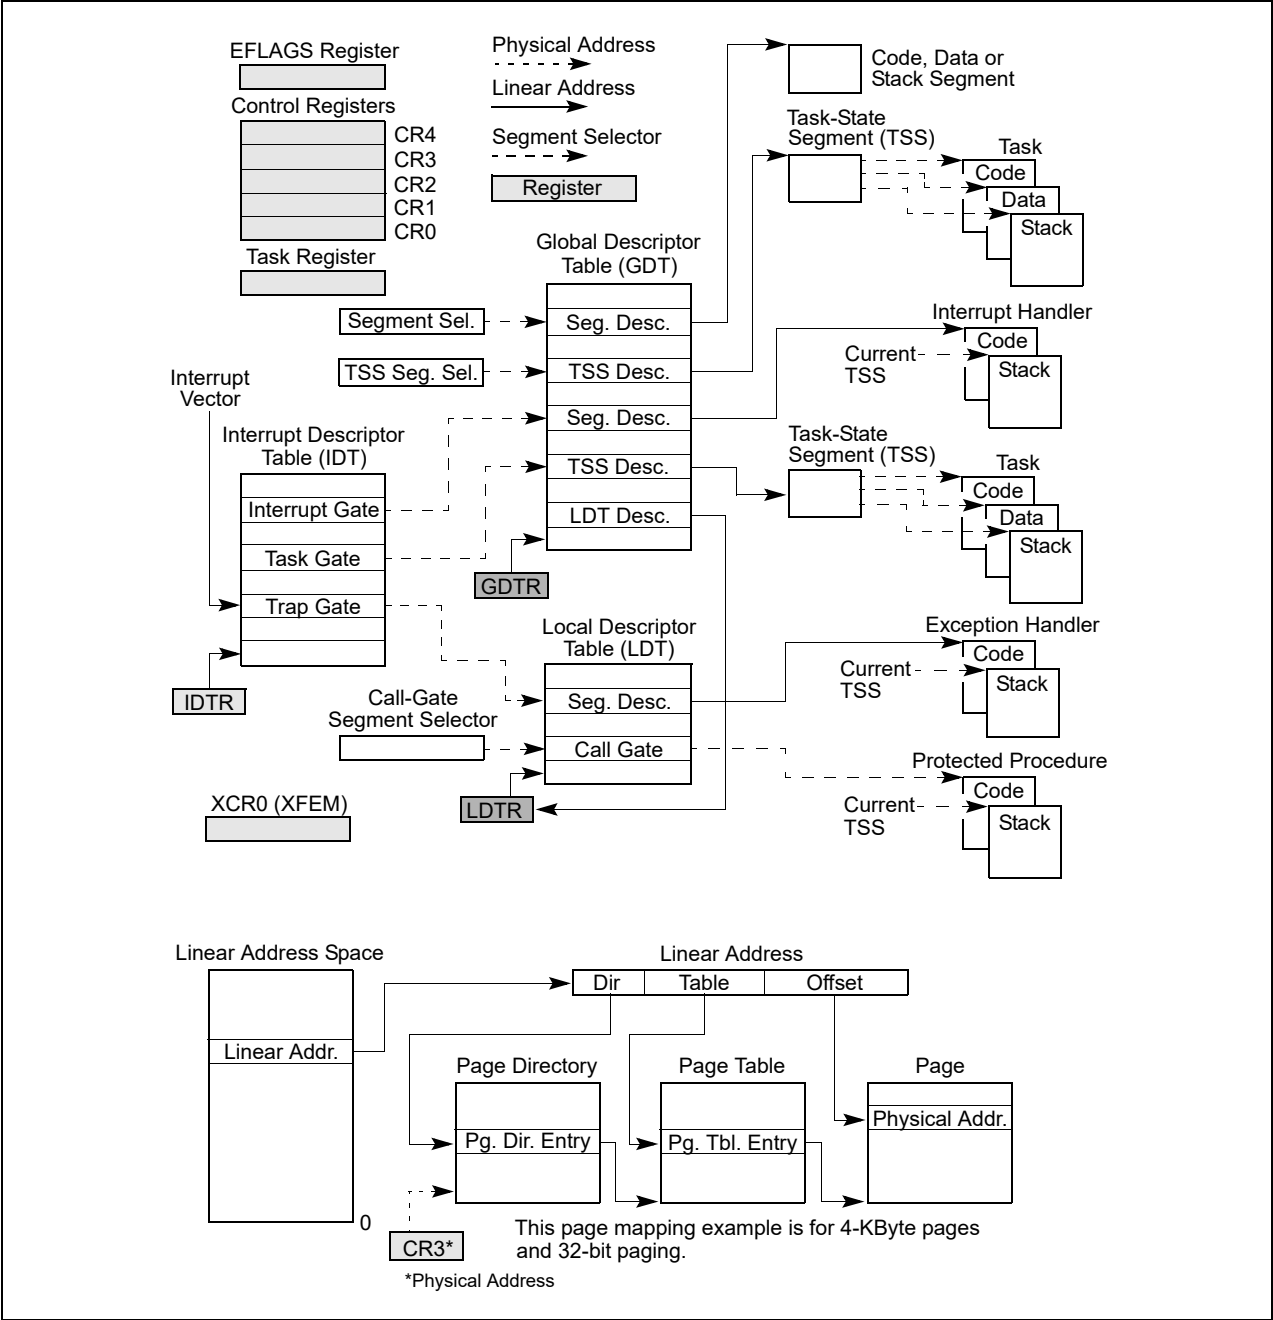 EFLAGS Register
Control Registers
CR4
CR3
CR2
CR1
CR0
Task Register
Physical Address
Linear Address
Segment Selector
Register
Code, Data or
Stack Segment
Task-State
Segment (TSS)
Task
Code
Data
Stack
Global Descriptor
Table (GDT)
Segment Sel.
Seg. Desc.
TSS Seg. Sel.
TSS Desc.
Seg. Desc.
TSS Desc.
LDT Desc.
GDTR
Interrupt Handler
Code
Stack
Current
TSS
Task-State
Segment (TSS)
Task
Code
Data
Stack
Interrupt
Vector
Interrupt Descriptor
Table (IDT)
Interrupt Gate
Task Gate
Trap Gate
IDTR
Local Descriptor
Table (LDT)
Seg. Desc.
Call Gate
Call-Gate
Segment Selector
LDTR
Exception Handler
Code
Stack
Current
TSS
Protected Procedure
Code
Stack
Current
TSS
XCR0 (XFEM)
Linear Address Space
Linear Addr.
0
Linear Address
Dir
Table
Offset
Page Directory
Pg. Dir. Entry
Page Table
Pg. Tbl. Entry
Page
Physical Addr.
CR3*
*Physical Address
This page mapping example is for 4-KByte pages
and 32-bit paging.